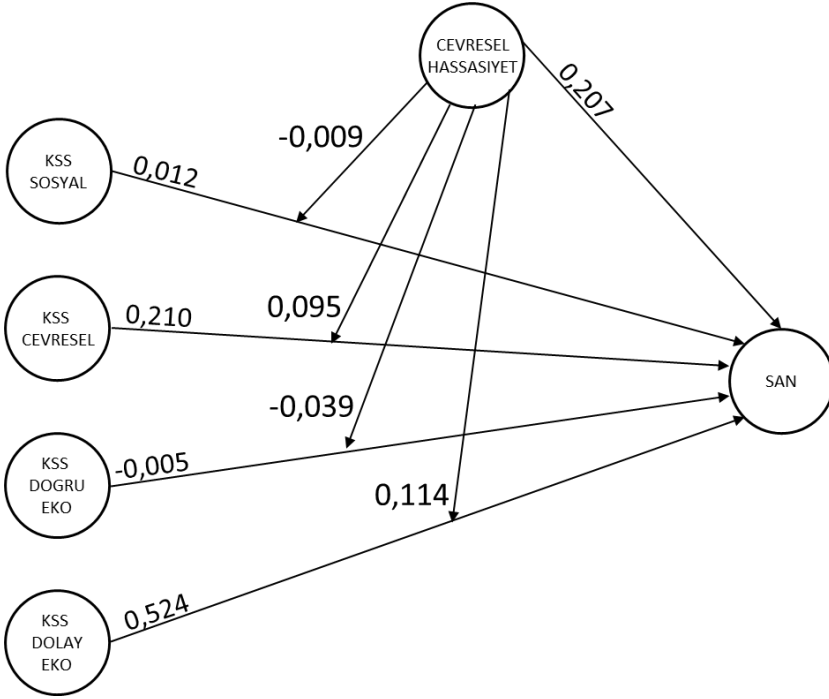 CEVRESEL
HASSASIYET
0,207
-0,009
KSS
SOSYAL
0,012
KSS
CEVRESEL
0,210
0,095
SAN
-0,039
KSS
DOGRU
EKO
-0,005
0,114
KSS
DOLAY
EKO
0,524